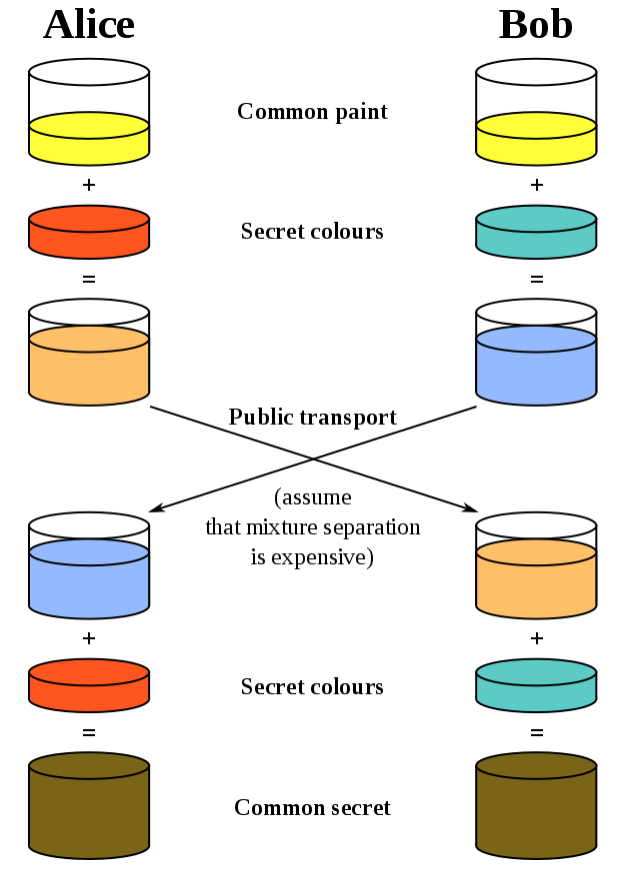 Alice
Bob
Common paint
+
+
Secret colours
=
=
Public transport
(assume
that mixture separation
is expensive)
+
+
Secret colours
=
=
Common secret